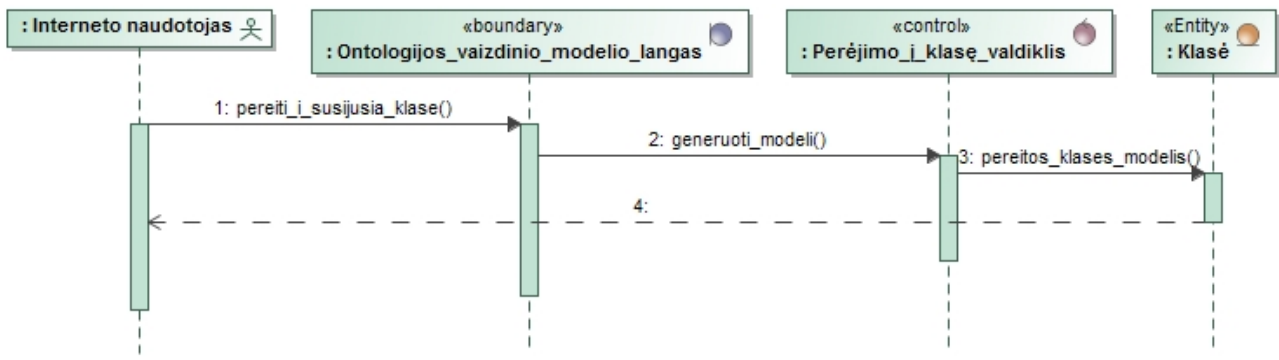 : Interneto naudotojas
«boundary»
: Ontologijos_vaizdinio_modelio_langas
«control»
: Perėjimo_į_klasę_valdiklis
«Entity»
: Klasė
1: pereiti_i_susijusia_klase()
2: generuoti_modeli()
3: pereitos_klases_modelis()
4: